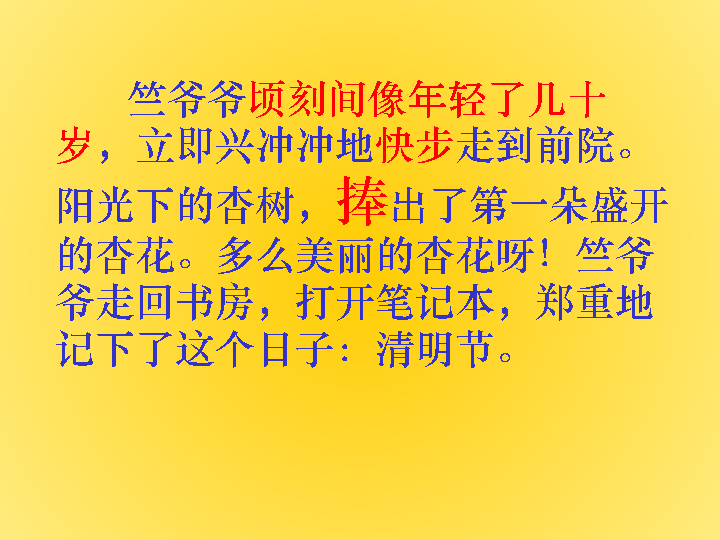 竺爷爷顷刻间像年轻了几十
岁，立即兴冲冲地快步走到前院。
阳光下的杏树，捧出了第一朵盛开
的杏花。多么美丽的杏花呀！竺爷
爷走回书房，打开笔记本，郑重地
记下了这个日子：清明节。